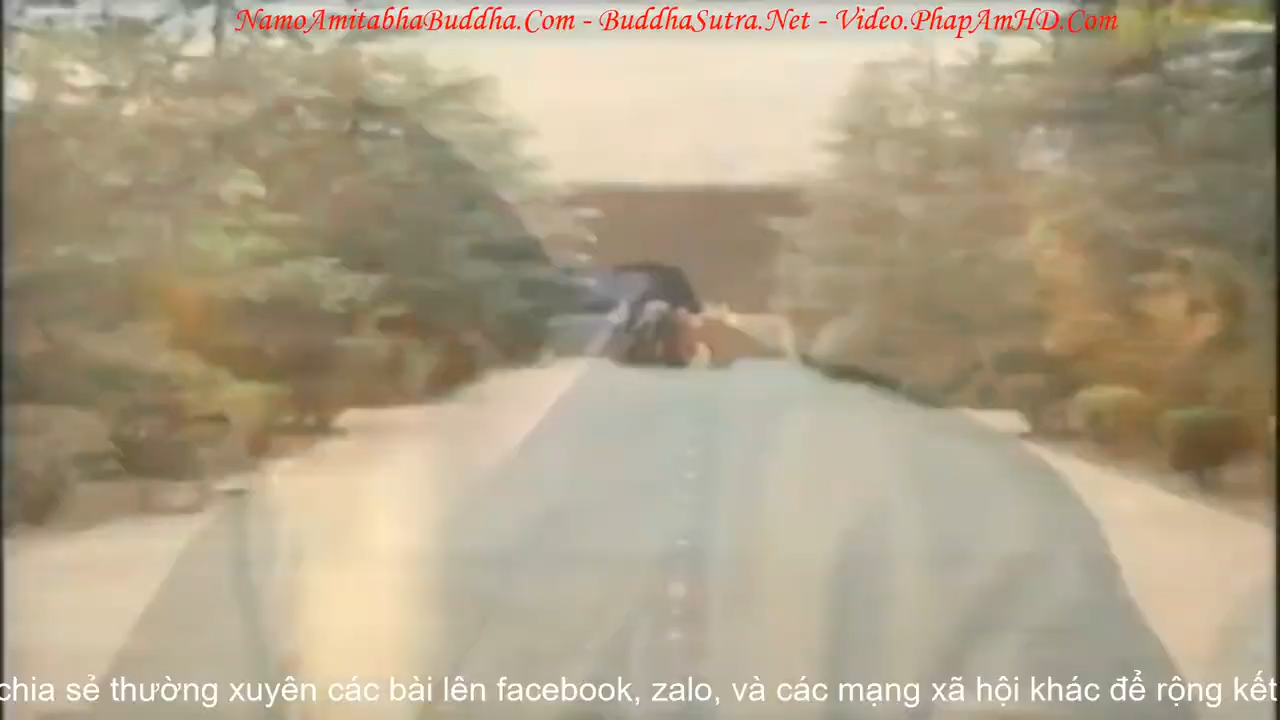 NamoAmitabhaBuddha.Com - BuddhaSutra.Net - Video.PhapAmHD.Com
chia sẻ thường xuyên các bài lên facebook, zalo, và các mạng xã hội khác để rộng kết